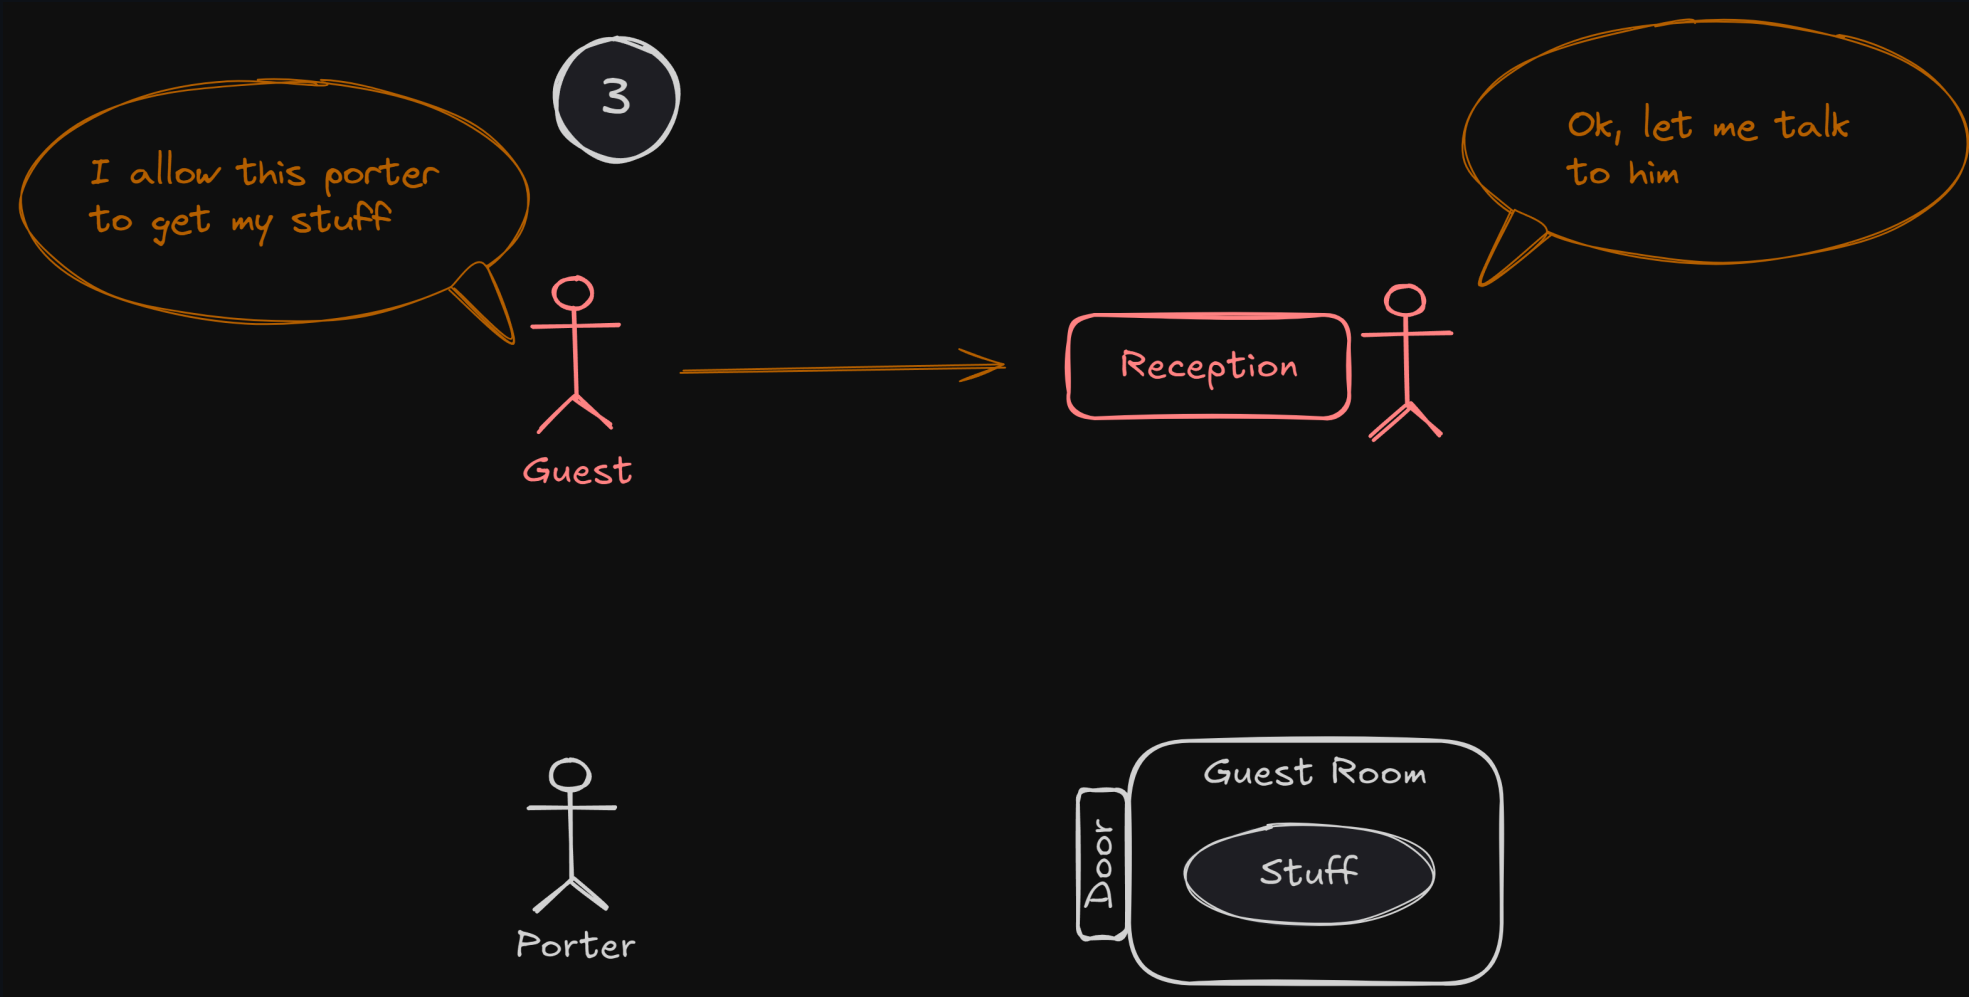 3
I allow this porter
to get my stuff
Ok, let me talk
to him
Reception
Guest
Guest Room
Door
Stuff
Porter